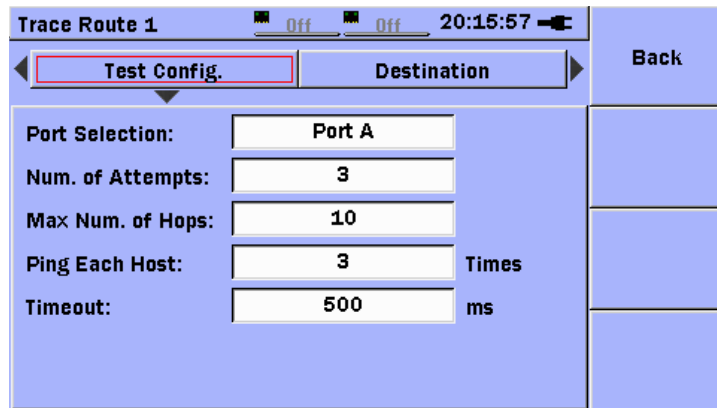 Trace Route 1 Off Off 20:15:57
Back
Test Config. Destination
Port Selection: Port A
Num. of Attempts: 3
Max Num. of Hops: 10
Ping Each Host: 3 Times
Timeout: 500 ms